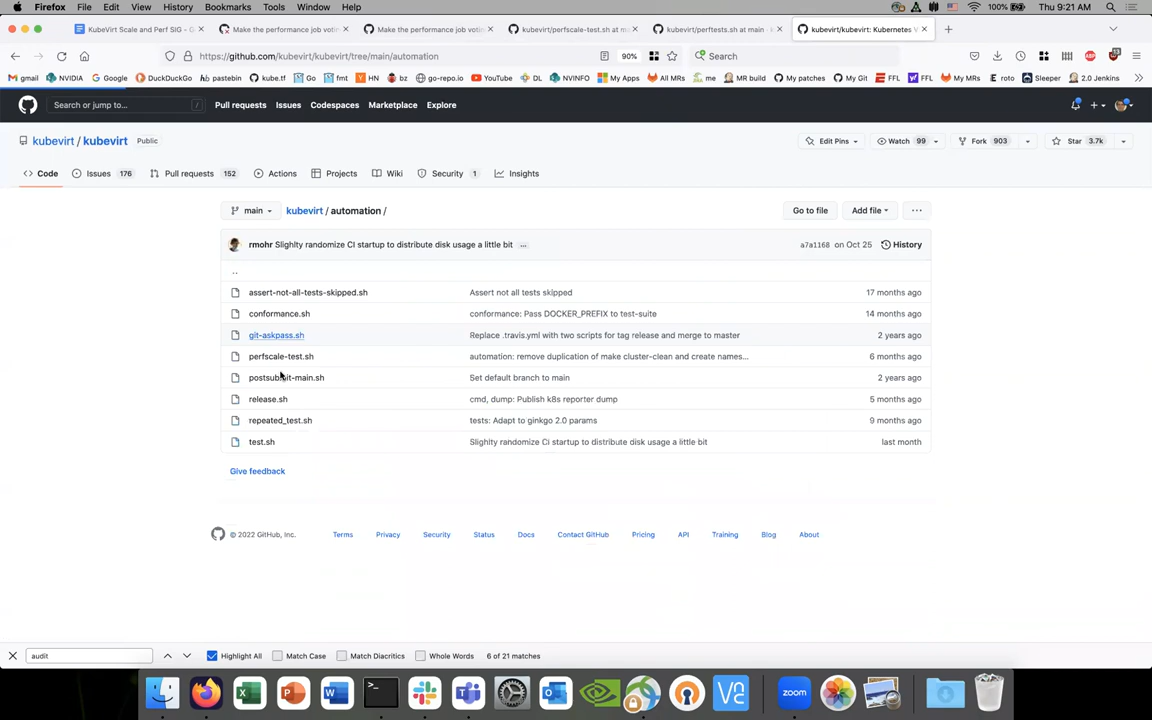 Firefox File Edit View History Bookmarks Tools Window Help 100% Thu 9:21 AM
KubeVirt Scale and Perf SIG - G
Make the performance job voti
Make the performance job voti
kubevirt/perfscale-test.sh at m
kubevirt/perftests.sh at main · k
kubevirt/kubevirt: Kubernetes V
https://github.com/kubevirt/kubevirt/tree/main/automation 90% Search
gmail NVIDIA Google DuckDuckGo pastebin kube.tf Go fmt HN bz go-repo.io YouTube DL NVINFO My Apps All MRs me MR build My patches My Git FFL FFL My MRs roto Sleeper 2.0 Jenkins
Search or jump to... / Pull requests Issues Codespaces Marketplace Explore
kubevirt / kubevirt Public Edit Pins Watch 99 Fork 903 Star 3.7k
Code Issues 176 Pull requests 152 Actions Projects Wiki Security 1 Insights
main kubevirt / automation / Go to file Add file ...
rmohr Slighlty randomize CI startup to distribute disk usage a little bit ... a7a1168 on Oct 25 History
..
assert-not-all-tests-skipped.sh Assert not all tests skipped 17 months ago
conformance.sh conformance: Pass DOCKER_PREFIX to test-suite 14 months ago
git-askpass.sh Replace .travis.yml with two scripts for tag release and merge to master 2 years ago
perfscale-test.sh automation: remove duplication of make cluster-clean and create names... 6 months ago
postsubmit-main.sh Set default branch to main 2 years ago
release.sh cmd, dump: Publish k8s reporter dump 5 months ago
repeated_test.sh tests: Adapt to ginkgo 2.0 params 9 months ago
test.sh Slighlty randomize CI startup to distribute disk usage a little bit last month
Give feedback
© 2022 GitHub, Inc. Terms Privacy Security Status Docs Contact GitHub Pricing API Training Blog About
audit Highlight All Match Case Match Diacritics Whole Words 6 of 21 matches
zoom